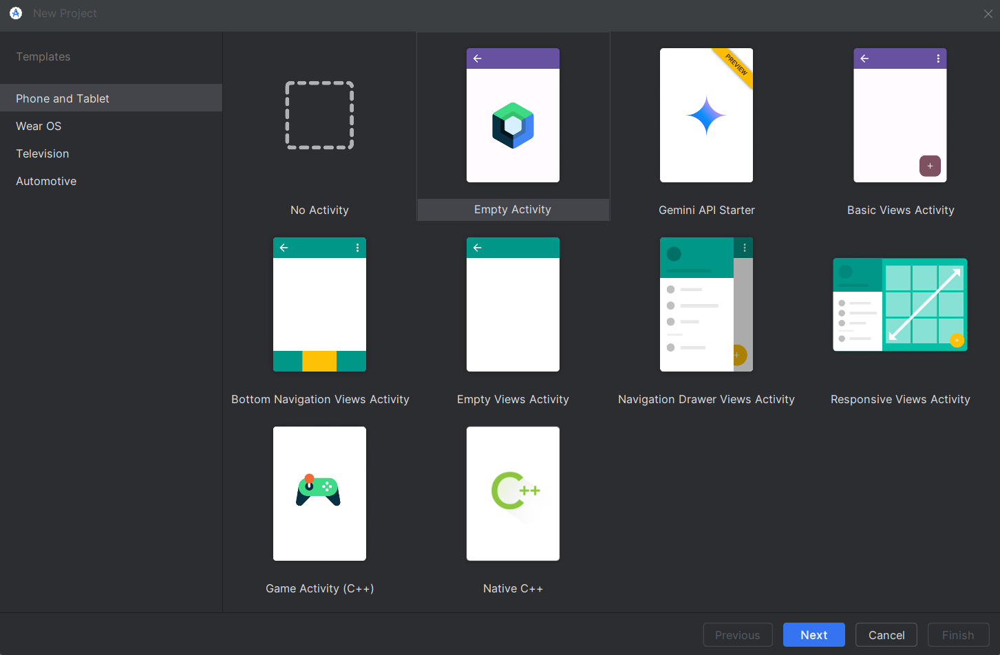 New Project
Templates
Phone and Tablet
Wear OS
Television
Automotive
No Activity
Empty Activity
PREVIEW
Gemini API Starter
Basic Views Activity
Bottom Navigation Views Activity
Empty Views Activity
Navigation Drawer Views Activity
Responsive Views Activity
Game Activity (C++)
C++
Native C++
Previous
Next
Cancel
Finish